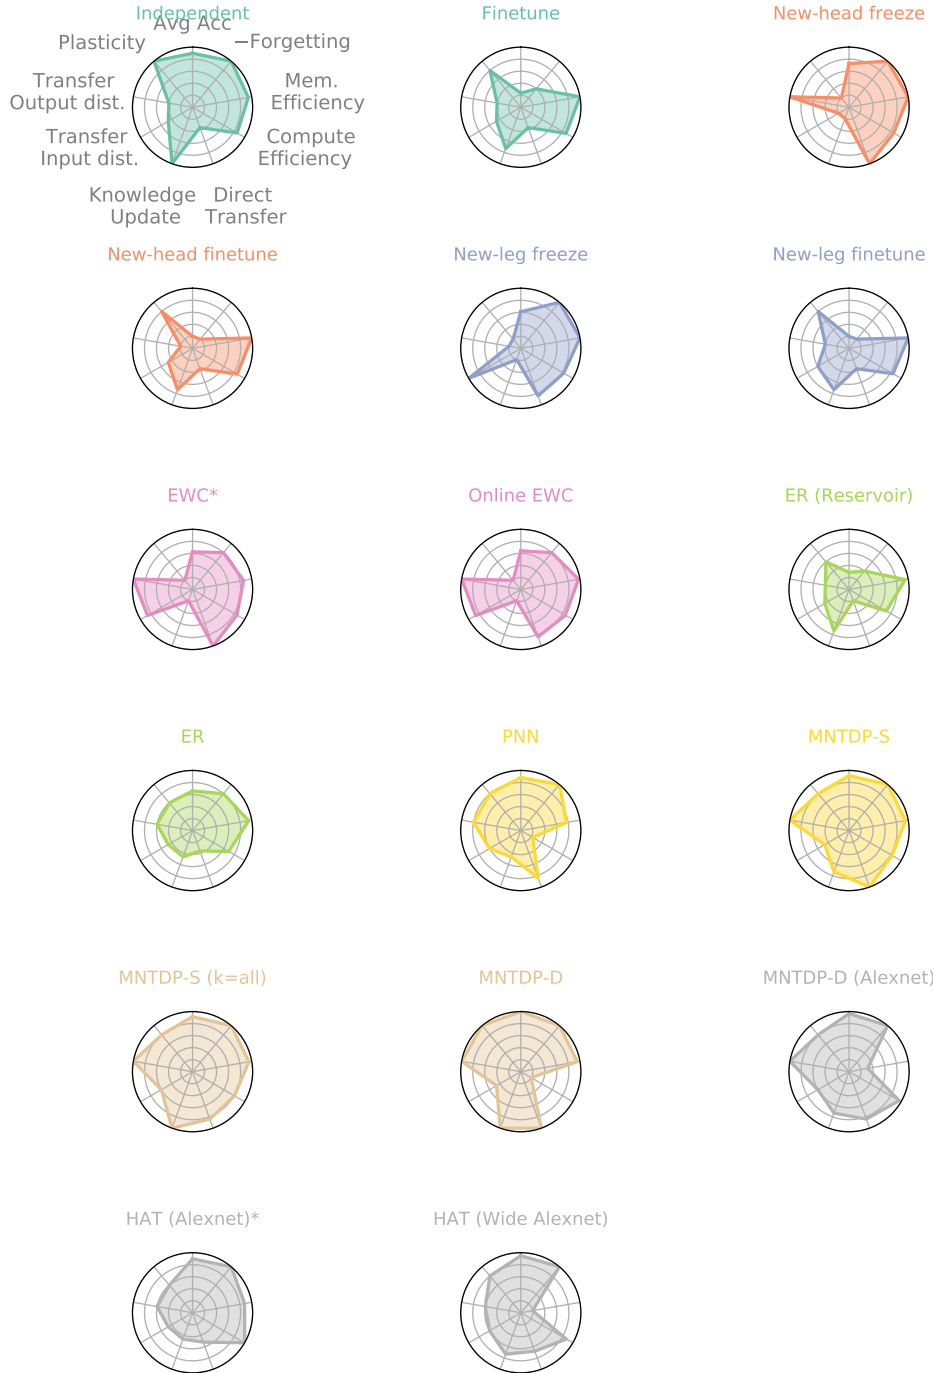 Independent
Finetune
New-head freeze
Avg Acc
Plasticity
−Forgetting
Transfer
Output dist.
Mem.
Efficiency
Transfer
Input dist.
Compute
Efficiency
Knowledge
Update
Direct
Transfer
New-head finetune
New-leg freeze
New-leg finetune
EWC*
Online EWC
ER (Reservoir)
ER
PNN
MNTDP-S
MNTDP-S (k=all)
MNTDP-D
MNTDP-D (Alexnet)
HAT (Alexnet)*
HAT (Wide Alexnet)